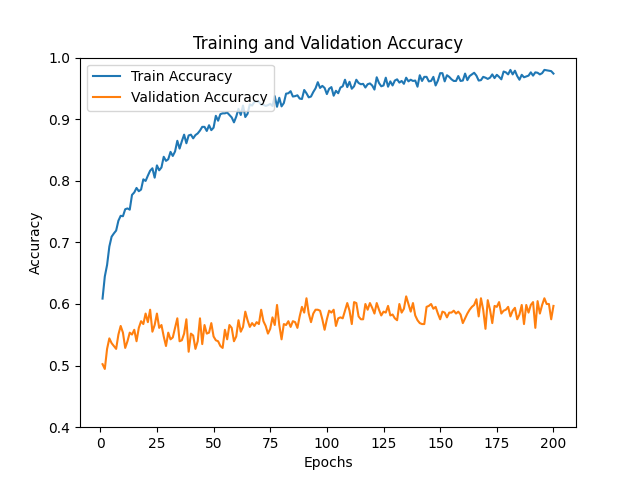 Training and Validation Accuracy
Train Accuracy
Validation Accuracy
1.0
0.9
0.8
0.7
0.6
0.5
0.4
Accuracy
0 25 50 75 100 125 150 175 200
Epochs